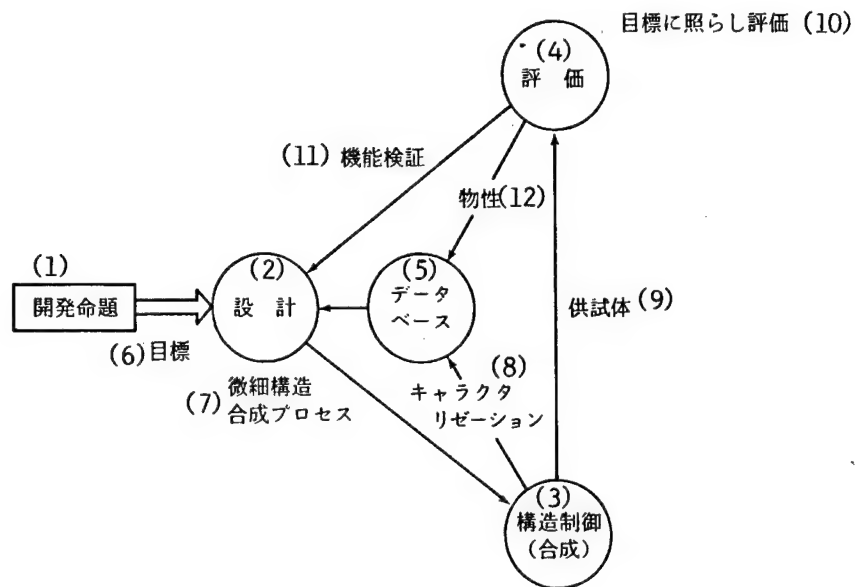 目標に照らし評価 (10)
(4)
評 価
(11) 機能検証
物性(12)
(1)
開発命題
(2)
設 計
(5)
データ
ベース
供試体 (9)
(6) 目標
(8)
キャラクタ
リゼーション
(7) 微細構造
合成プロセス
(3)
構造制御
(合成)